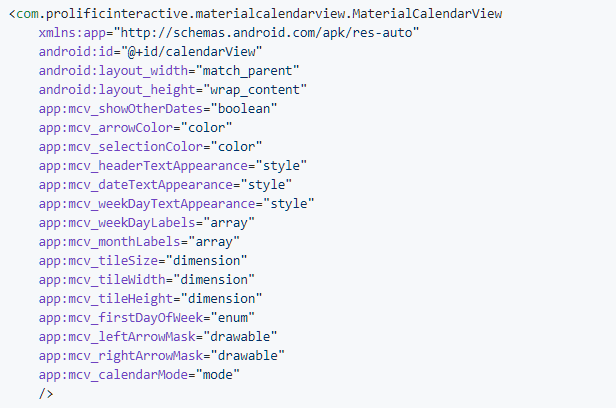 <com.prolificinteractive.materialcalendarview.MaterialCalendarView
    xmlns:app="http://schemas.android.com/apk/res-auto"
    android:id="@+id/calendarView"
    android:layout_width="match_parent"
    android:layout_height="wrap_content"
    app:mcv_showOtherDates="boolean"
    app:mcv_arrowColor="color"
    app:mcv_selectionColor="color"
    app:mcv_headerTextAppearance="style"
    app:mcv_dateTextAppearance="style"
    app:mcv_weekDayTextAppearance="style"
    app:mcv_weekDayLabels="array"
    app:mcv_monthLabels="array"
    app:mcv_tileSize="dimension"
    app:mcv_tileWidth="dimension"
    app:mcv_tileHeight="dimension"
    app:mcv_firstDayOfWeek="enum"
    app:mcv_leftArrowMask="drawable"
    app:mcv_rightArrowMask="drawable"
    app:mcv_calendarMode="mode"
    />